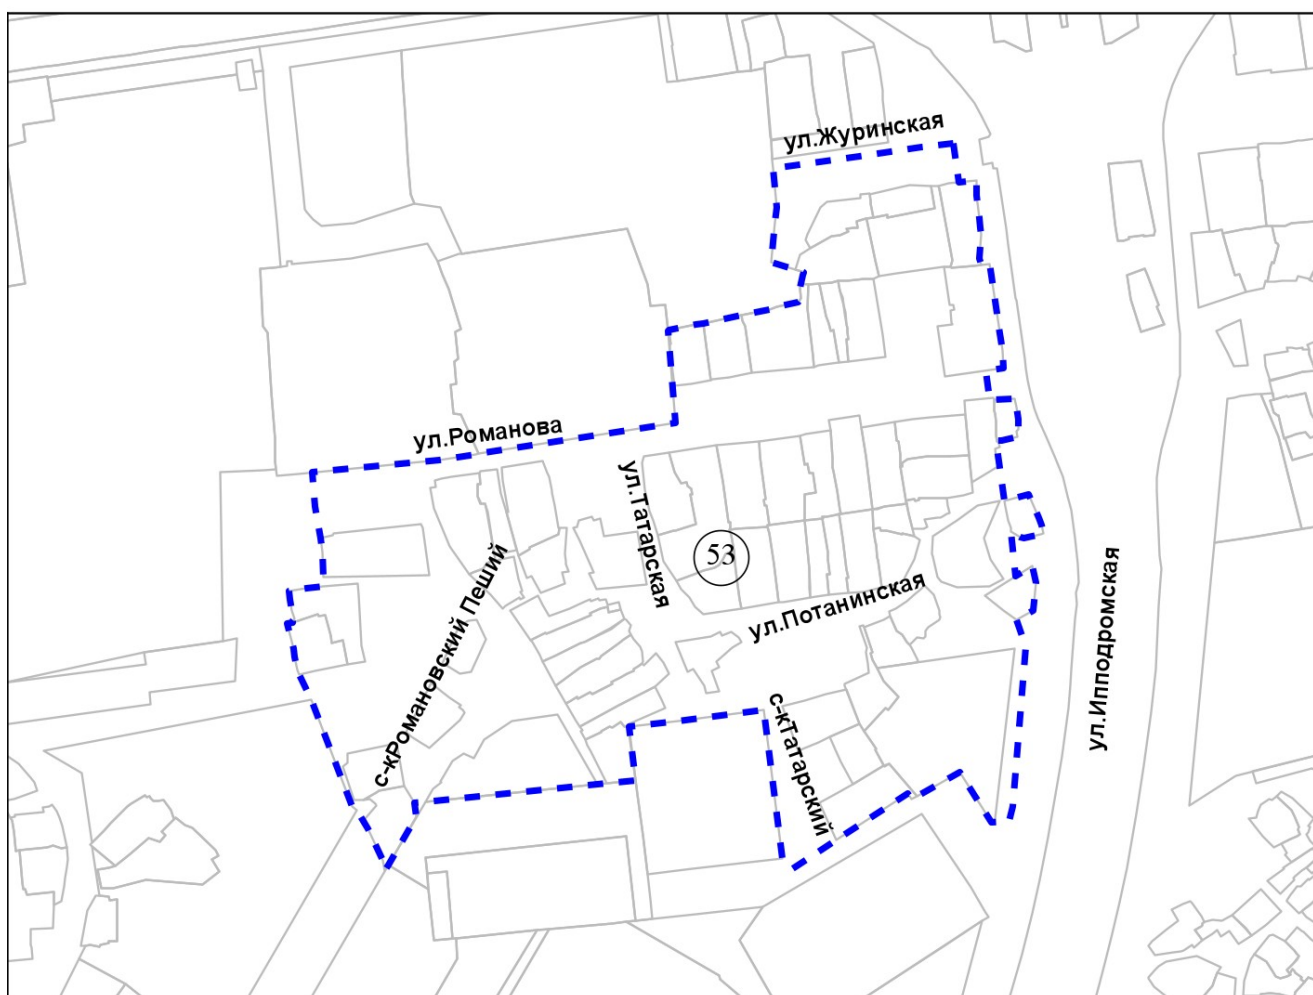 ул.Журинская
ул.Романова
ул.Татарская
53
с-кРомановский Пеший
ул.Потанинская
ул.Ипподромская
с-кТатарский